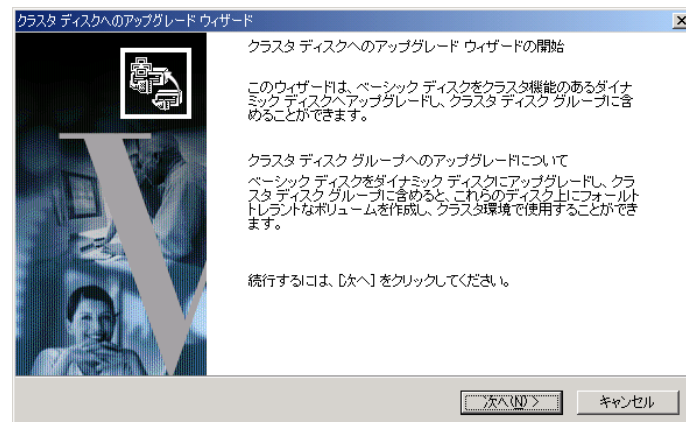 クラスタ ディスクへのアップグレード ウィザード
クラスタ ディスクへのアップグレード ウィザードの開始
このウィザードは、ベーシック ディスクをクラスタ機能のあるダイナ
ミック ディスクへアップグレードし、クラスタ ディスク グループに含
めることができます。
クラスタ ディスク グループへのアップグレードについて
ベーシック ディスクをダイナミック ディスクにアップグレードし、クラ
スタ ディスク グループに含めると、これらのディスク上にフォールト
トレラントなボリュームを作成し、クラスタ環境で使用することができ
ます。
続行するには、[次へ] をクリックしてください。
次へ(N) >
キャンセル